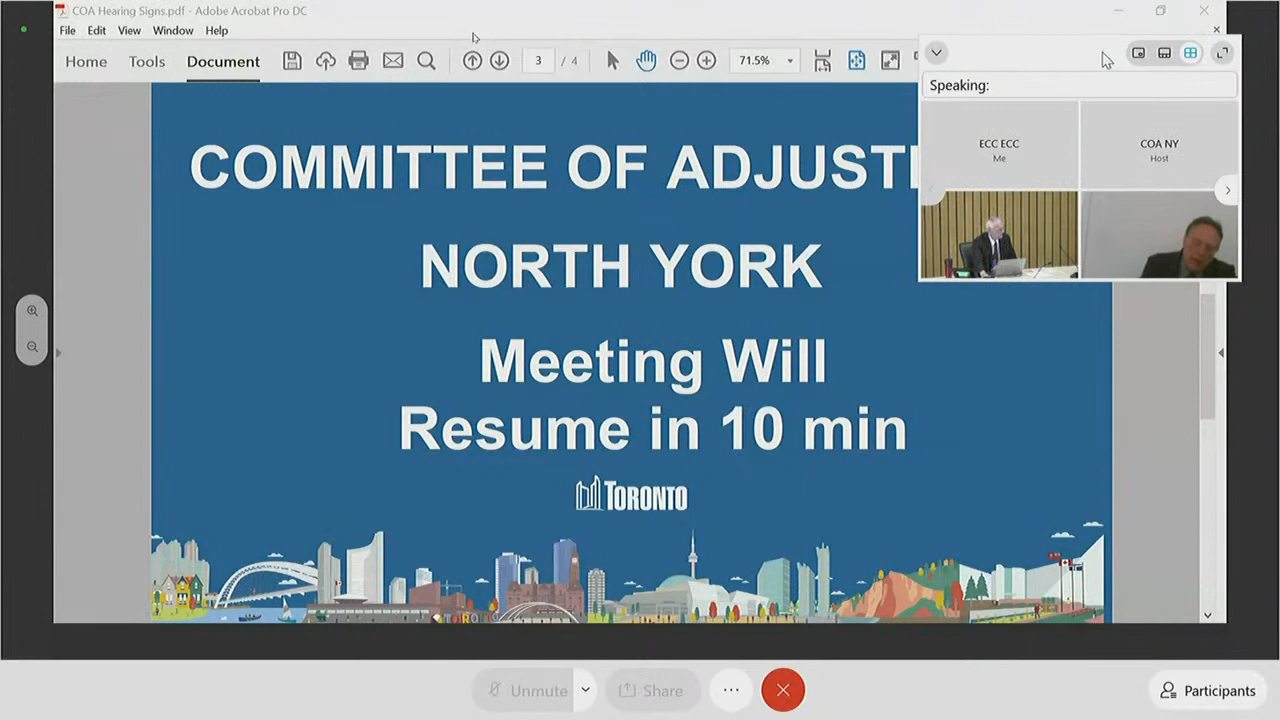 COA Hearing Signs.pdf - Adobe Acrobat Pro DC
File Edit View Window Help
Home Tools Document 3 / 4 71.5%
Speaking:
ECC ECC
Me
COA NY
Host
COMMITTEE OF ADJUSTI
NORTH YORK
Meeting Will
Resume in 10 min
TORONTO
TORONTO
Unmute Share Participants